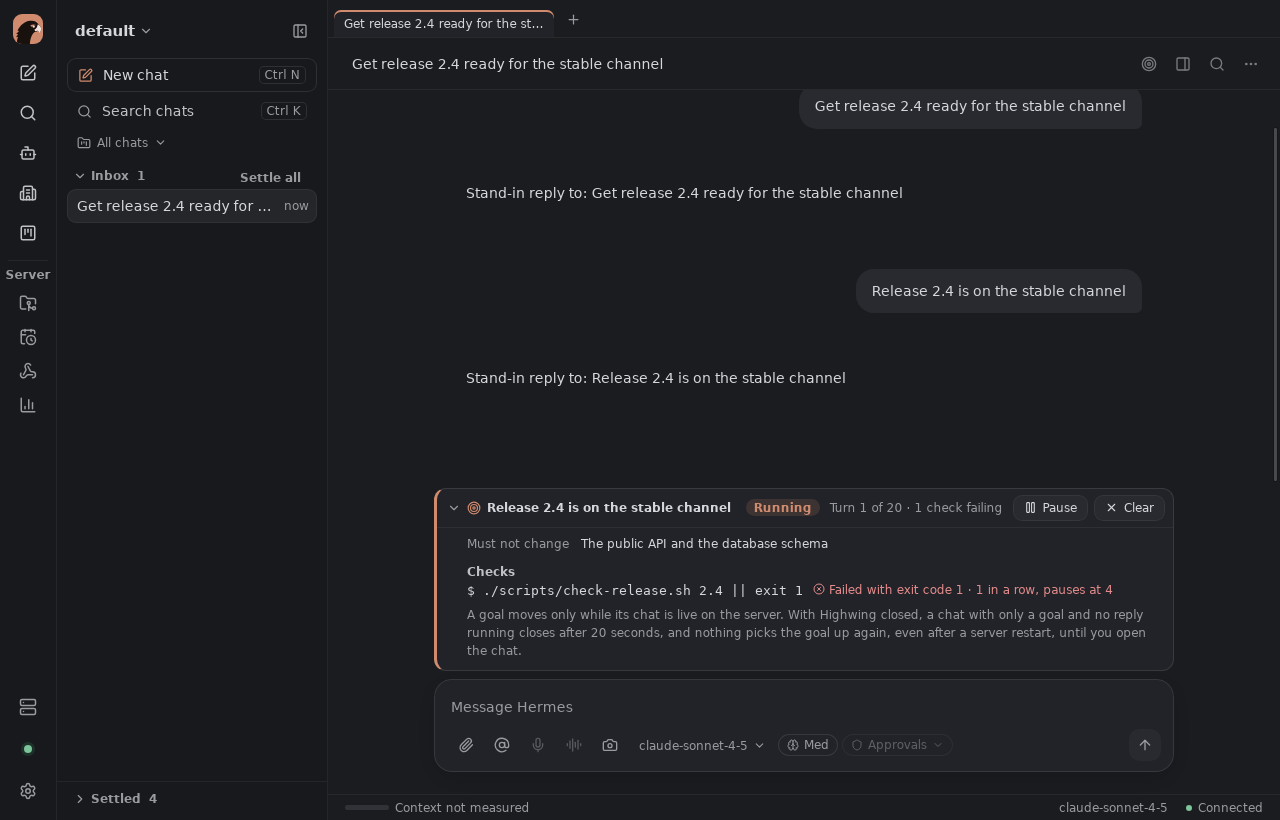 default
New chat Ctrl N
Search chats Ctrl K
All chats
Inbox 1 Settle all
Get release 2.4 ready for ... now
Server
Settled 4
Get release 2.4 ready for the st...
Get release 2.4 ready for the stable channel
Get release 2.4 ready for the stable channel
Stand-in reply to: Get release 2.4 ready for the stable channel
Release 2.4 is on the stable channel
Stand-in reply to: Release 2.4 is on the stable channel
Release 2.4 is on the stable channel Running Turn 1 of 20 · 1 check failing Pause Clear
Must not change The public API and the database schema
Checks
$ ./scripts/check-release.sh 2.4 || exit 1 Failed with exit code 1 · 1 in a row, pauses at 4
A goal moves only while its chat is live on the server. With Highwing closed, a chat with only a goal and no reply
running closes after 20 seconds, and nothing picks the goal up again, even after a server restart, until you open
the chat.
Message Hermes
claude-sonnet-4-5 Med Approvals
Context not measured claude-sonnet-4-5 Connected